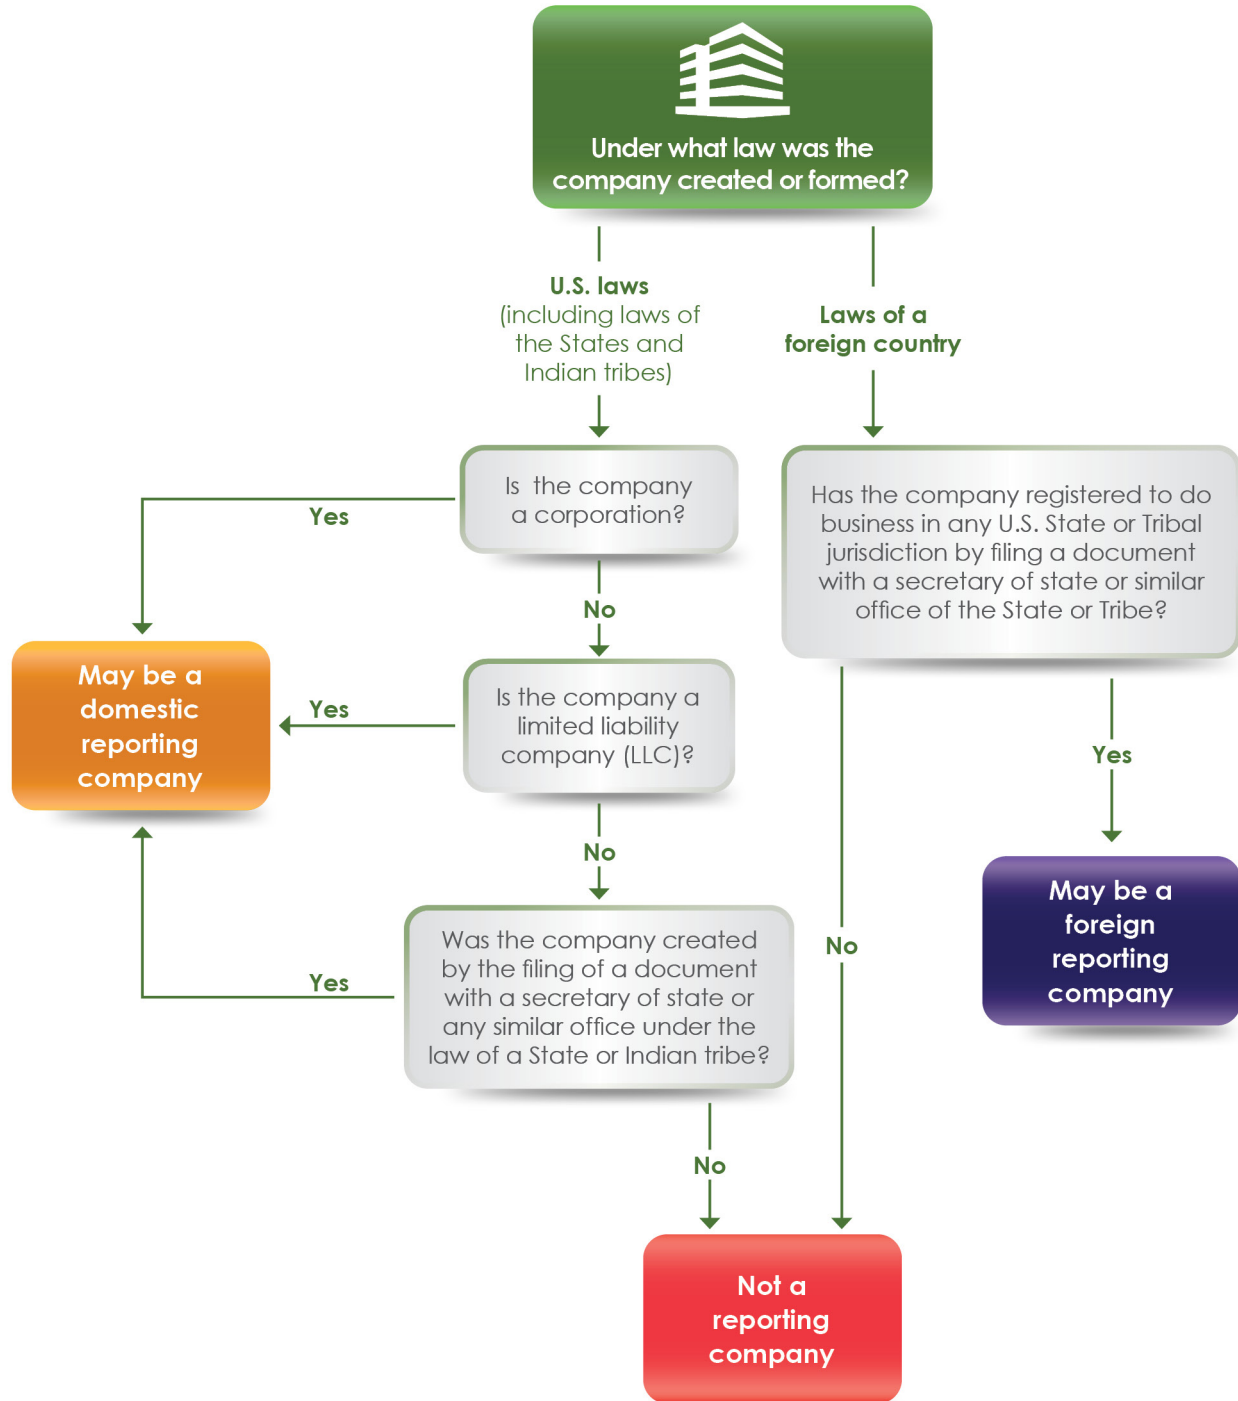 Under what law was the
company created or formed?
U.S. laws
(including laws of
the States and
Indian tribes)
Laws of a
foreign country
Is the company
a corporation?
Has the company registered to do
business in any U.S. State or Tribal
jurisdiction by filing a document
with a secretary of state or similar
office of the State or Tribe?
Yes
No
May be a
domestic
reporting
company
Yes
Is the company a
limited liability
company (LLC)?
Yes
No
May be a
foreign
reporting
company
Was the company created
by the filing of a document
with a secretary of state or
any similar office under the
law of a State or Indian tribe?
No
Yes
No
Not a
reporting
company